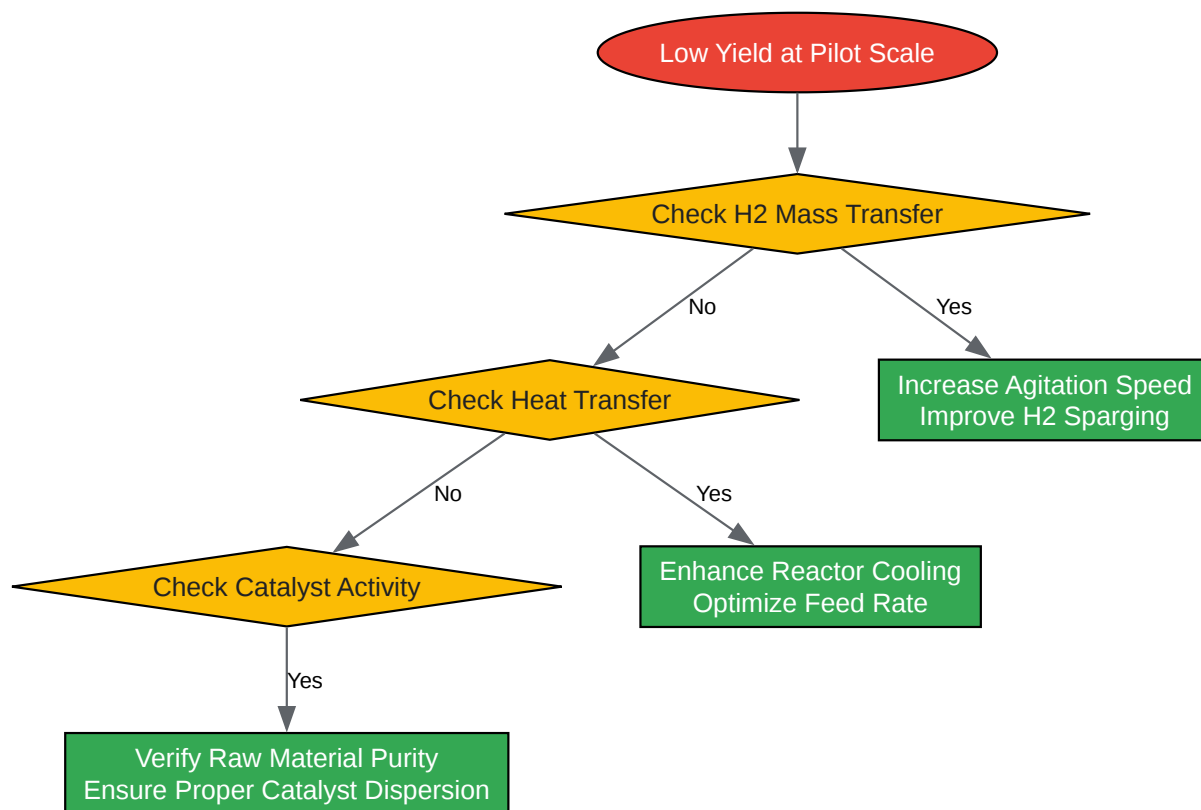 Low Yield at Pilot Scale
Check H2 Mass Transfer
No
Yes
Increase Agitation Speed
Improve H2 Sparging
Check Heat Transfer
No
Yes
Enhance Reactor Cooling
Optimize Feed Rate
Check Catalyst Activity
Yes
Verify Raw Material Purity
Ensure Proper Catalyst Dispersion